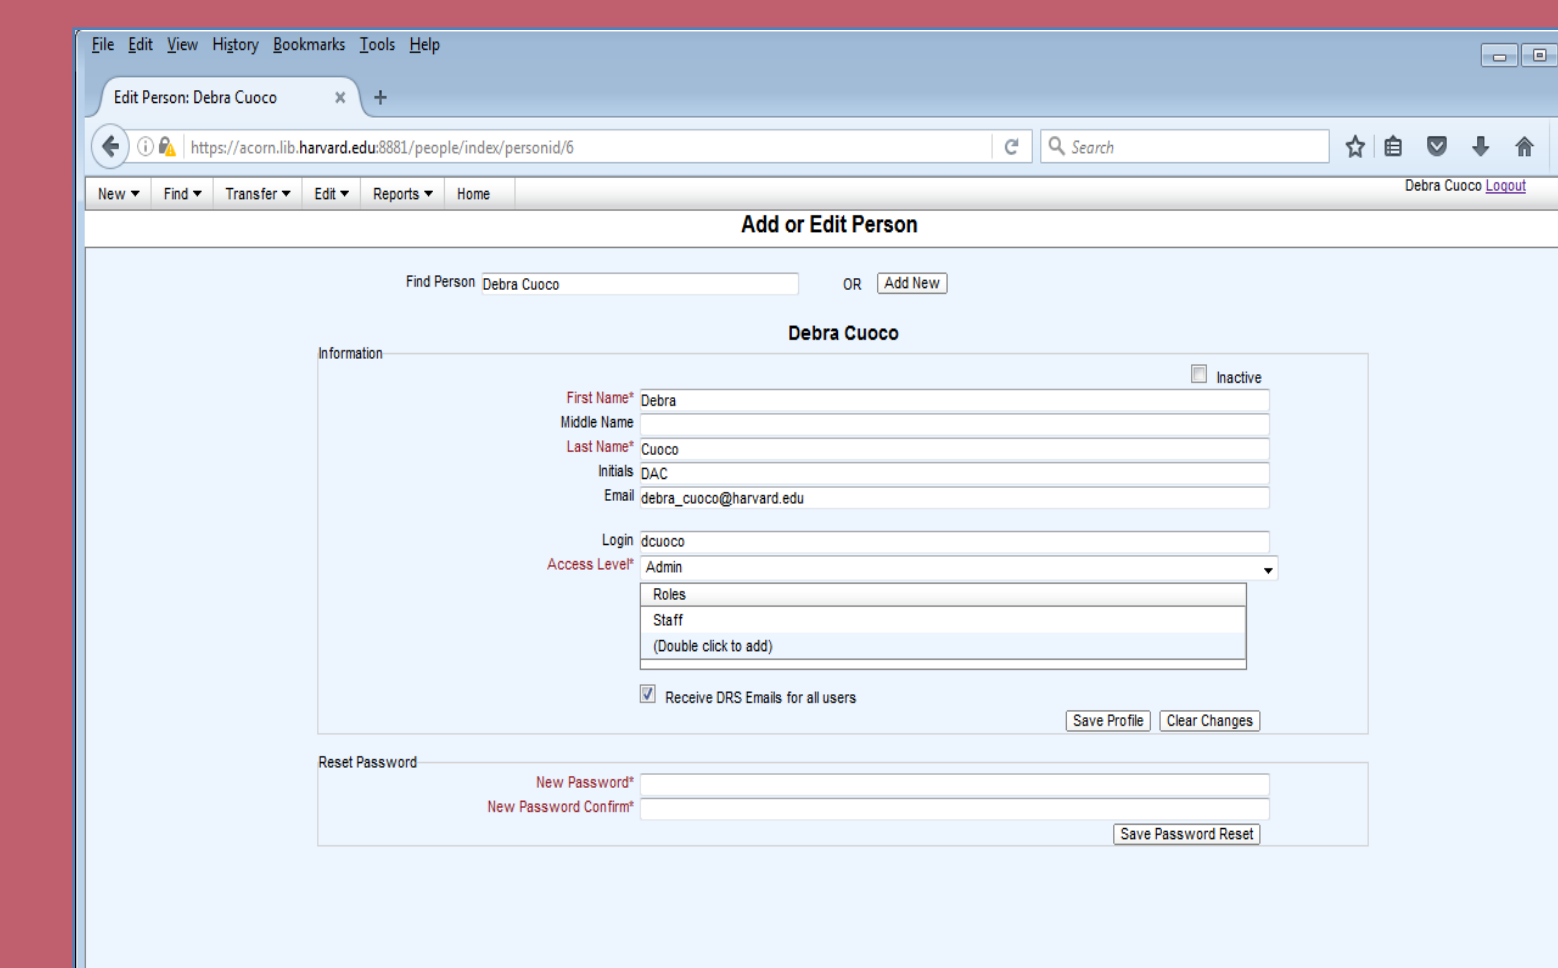 File Edit View History Bookmarks Tools Help
Edit Person: Debra Cuoco
https://acorn.lib.harvard.edu:8881/people/index/personid/6
Search
New Find Transfer Edit Reports Home
Debra Cuoco Logout
Add or Edit Person
Find Person Debra Cuoco OR Add New
Debra Cuoco
Information
Inactive
First Name* Debra
Middle Name
Last Name* Cuoco
Initials DAC
Email debra_cuoco@harvard.edu
Login dcuoco
Access Level* Admin
Roles
Staff
(Double click to add)
Receive DRS Emails for all users
Save Profile Clear Changes
Reset Password
New Password*
New Password Confirm*
Save Password Reset